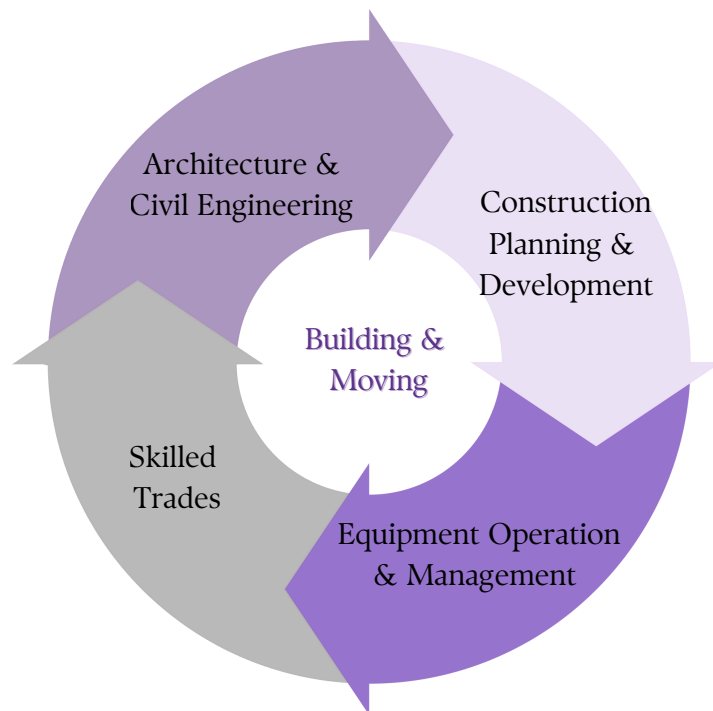 Architecture &
Civil Engineering
Construction
Planning &
Development
Building &
Moving
Skilled
Trades
Equipment Operation
& Management